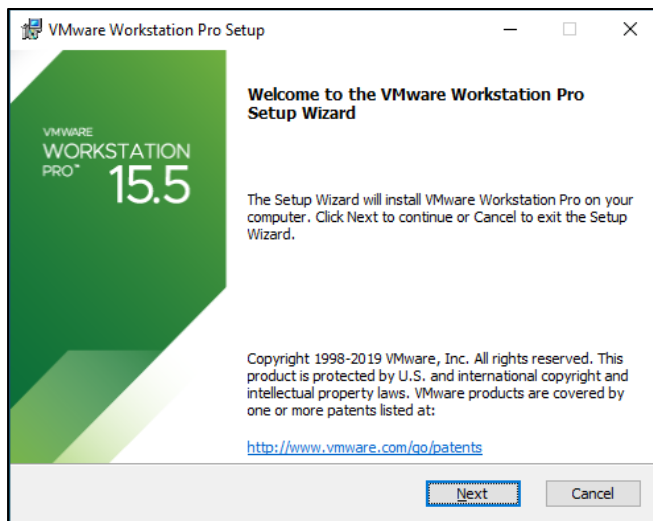 VMware Workstation Pro Setup
VMWARE
WORKSTATION
PRO™
15.5
Welcome to the VMware Workstation Pro
Setup Wizard
The Setup Wizard will install VMware Workstation Pro on your
computer. Click Next to continue or Cancel to exit the Setup
Wizard.
Copyright 1998-2019 VMware, Inc. All rights reserved. This
product is protected by U.S. and international copyright and
intellectual property laws. VMware products are covered by
one or more patents listed at:
http://www.vmware.com/go/patents
Next
Cancel